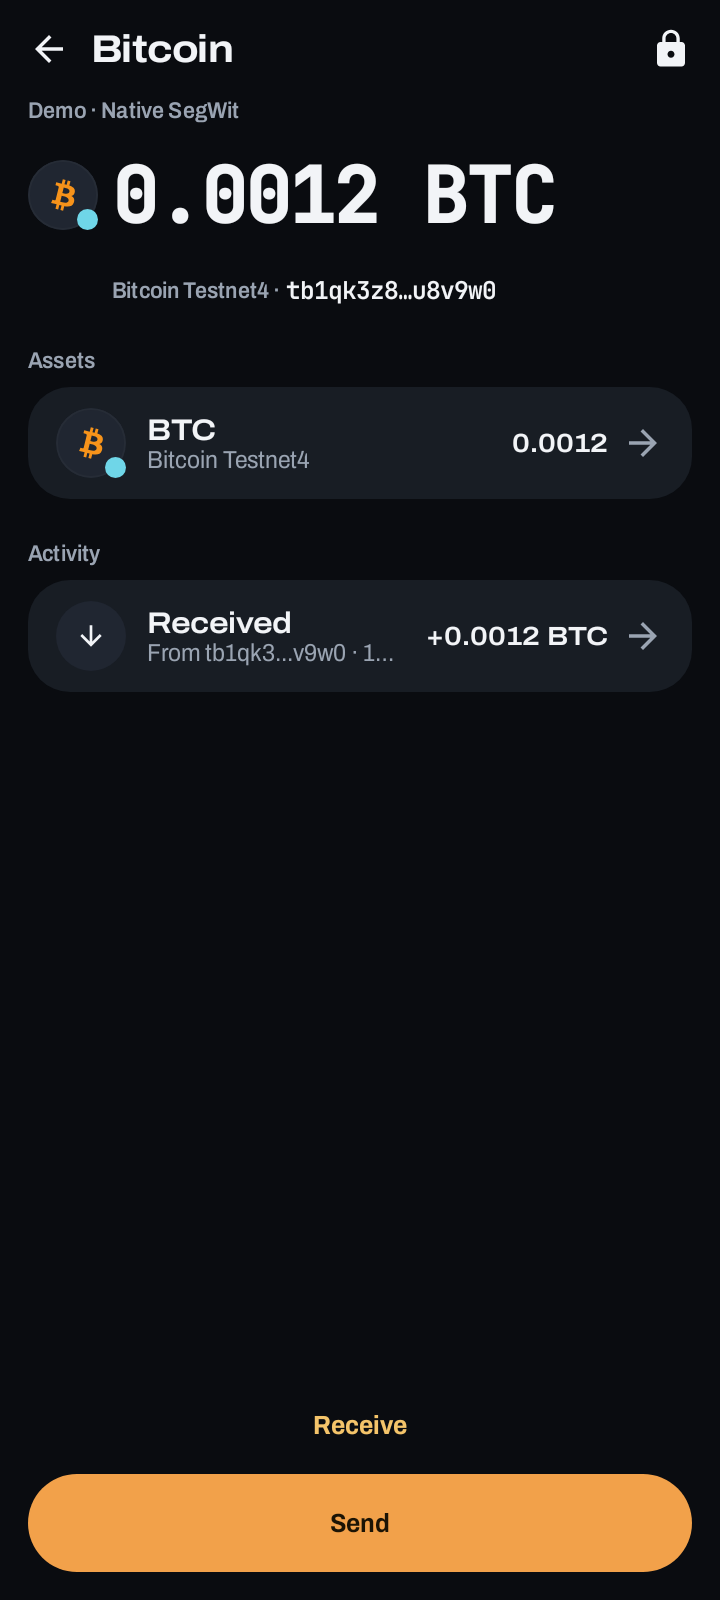 Bitcoin
Demo · Native SegWit
0.0012 BTC
Bitcoin Testnet4 · tb1qk3z8…u8v9w0
Assets
BTC
0.0012
Bitcoin Testnet4
Activity
Received
+0.0012 BTC
From tb1qk3...v9w0 · 1...
Receive
Send